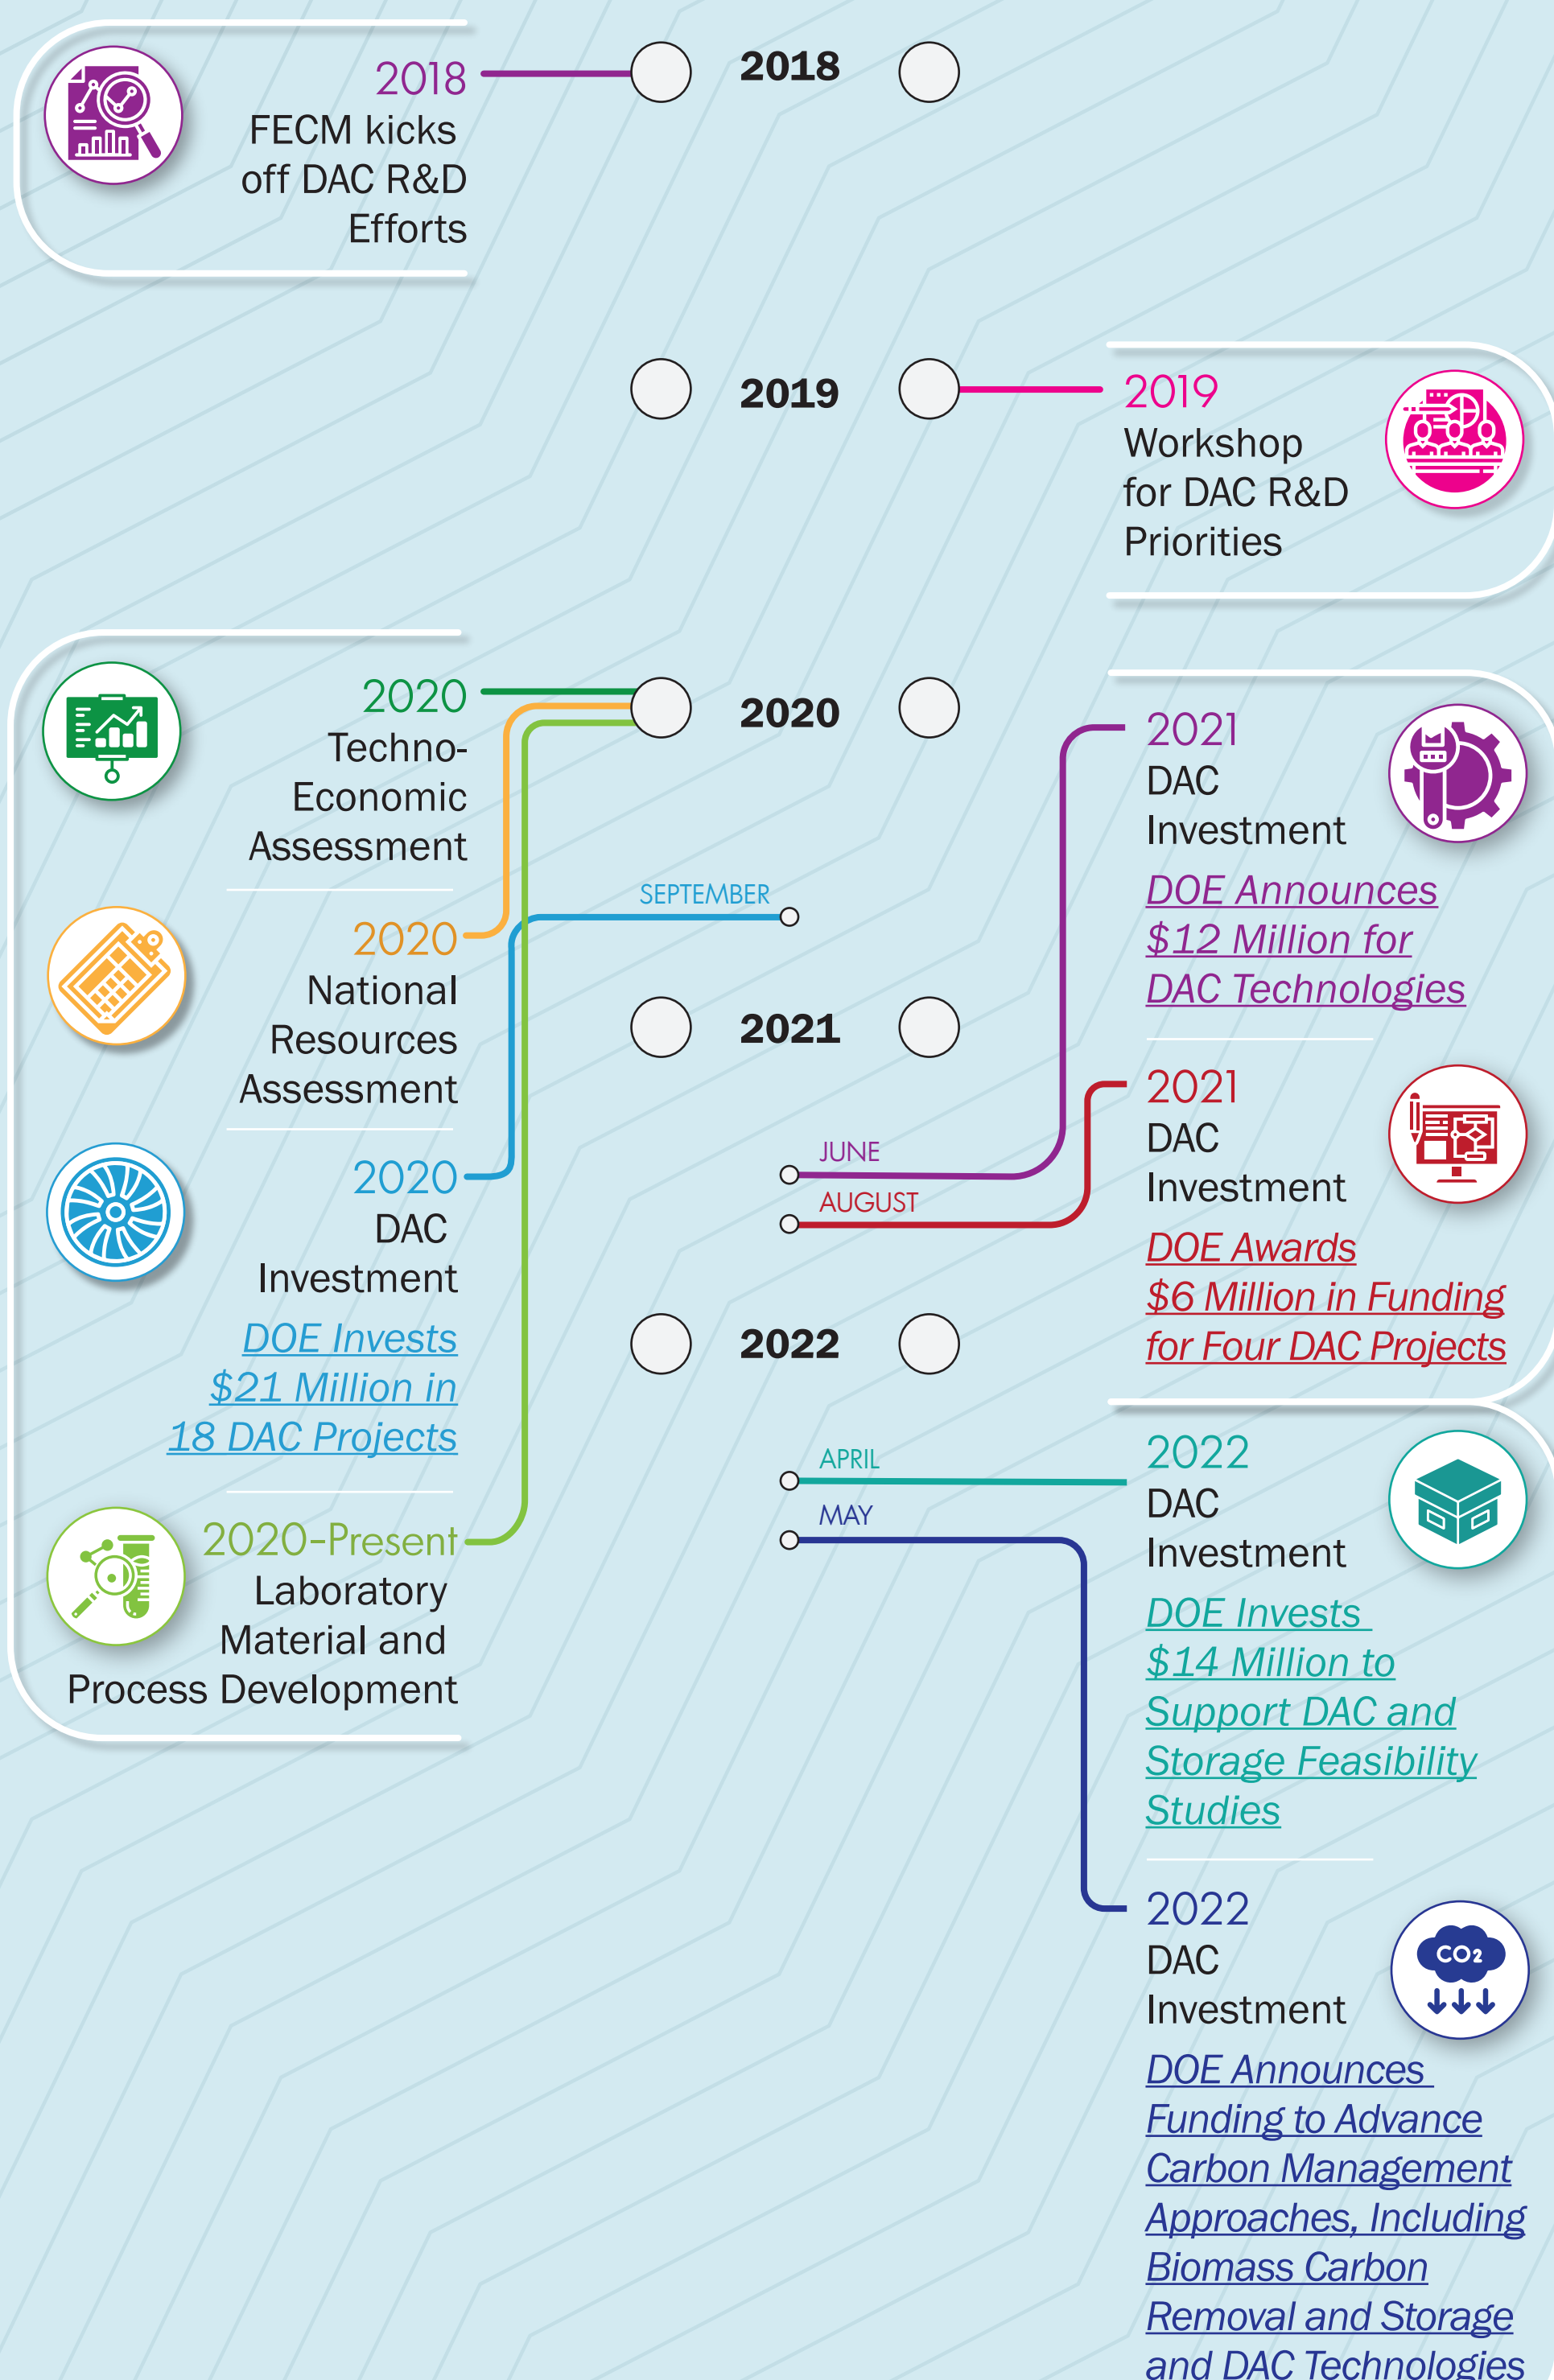 2018
FECM kicks
off DAC R&D
Efforts
2018
2019
2019
Workshop
for DAC R&D
Priorities
2020
Techno-
Economic
Assessment
2020
National
Resources
Assessment
2020
DAC
Investment
DOE Invests
$21 Million in
18 DAC Projects
2020-Present
Laboratory
Material and
Process Development
2020
SEPTEMBER
2021
JUNE
AUGUST
2022
APRIL
MAY
2021
DAC
Investment
DOE Announces
$12 Million for
DAC Technologies
2021
DAC
Investment
DOE Awards
$6 Million in Funding
for Four DAC Projects
2022
DAC
Investment
DOE Invests
$14 Million to
Support DAC and
Storage Feasibility
Studies
2022
DAC
Investment
CO2
DOE Announces
Funding to Advance
Carbon Management
Approaches, Including
Biomass Carbon
Removal and Storage
and DAC Technologies